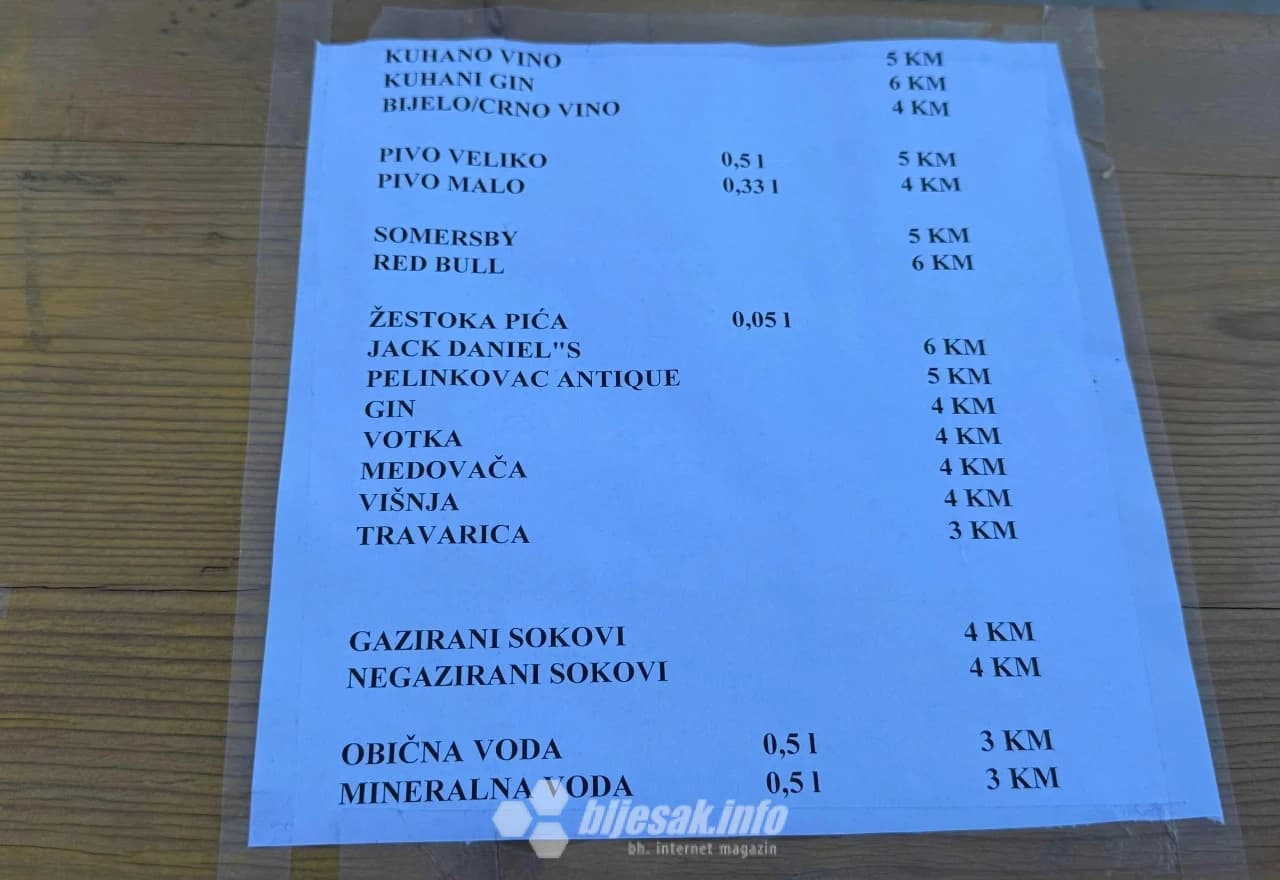 KUHANO VINO 5 KM
KUHANI GIN 6 KM
BIJELO/CRNO VINO 4 KM
PIVO VELIKO 0,5 l 5 KM
PIVO MALO 0,33 l 4 KM
SOMERSBY 5 KM
RED BULL 6 KM
ŽESTOKA PIĆA 0,05 l
JACK DANIEL"S 6 KM
PELINKOVAC ANTIQUE 5 KM
GIN 4 KM
VOTKA 4 KM
MEDOVAČA 4 KM
VIŠNJA 4 KM
TRAVARICA 3 KM
GAZIRANI SOKOVI 4 KM
NEGAZIRANI SOKOVI 4 KM
OBIČNA VODA 0,5 l 3 KM
MINERALNA VODA 0,5 l 3 KM
bljesak.info
bh. internet magazin